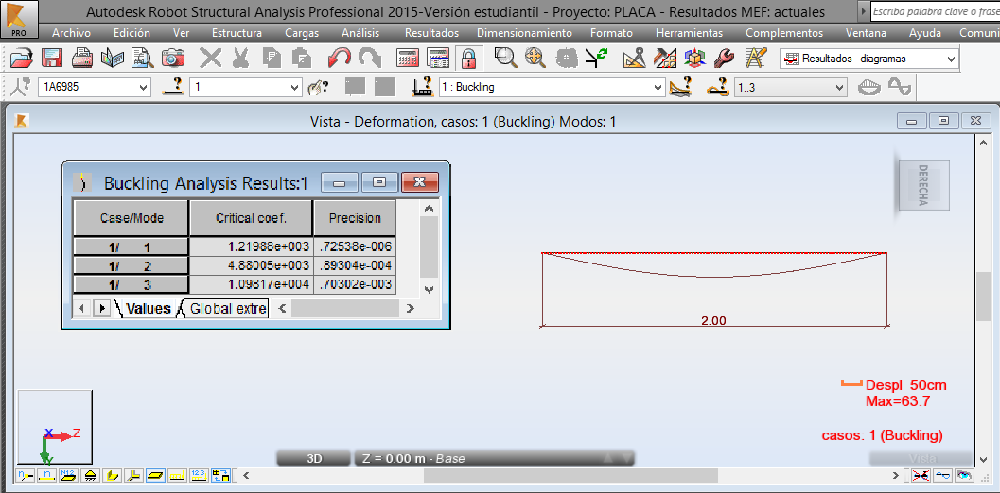 Autodesk Robot Structural Analysis Professional 2015-Versión estudiantil - Proyecto: PLACA - Resultados MEF: actuales
Escriba palabra clave o frase
PRO
Archivo Edición Ver Estructura Cargas Análisis Resultados Dimensionamiento Formato Herramientas Complementos Ventana Ayuda Comuni
Resultados - diagramas
1A6985
1
1 : Buckling
1..3
Vista - Deformation, casos: 1 (Buckling) Modos: 1
DERECHA
Buckling Analysis Results:1
Case/Mode Critical coef. Precision
1/ 1 1.21988e+003 .72538e-006
1/ 2 4.88005e+003 .89304e-004
1/ 3 1.09817e+004 .70302e-003
Values Global extre
2.00
Despl 50cm
Max=63.7
casos: 1 (Buckling)
X
Z
Y
3D Z = 0.00 m - Base
Vista